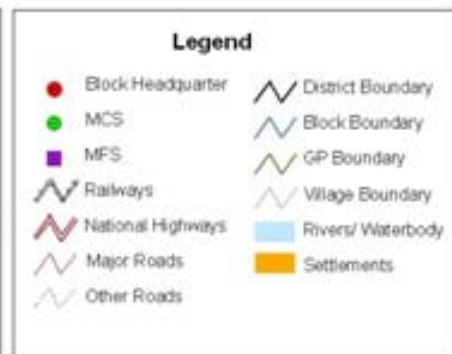 Legend
Block Headquarter
MCS
MFS
Railways
National Highways
Major Roads
Other Roads
District Boundary
Block Boundary
GP Boundary
Village Boundary
Rivers/ Waterbody
Settlements